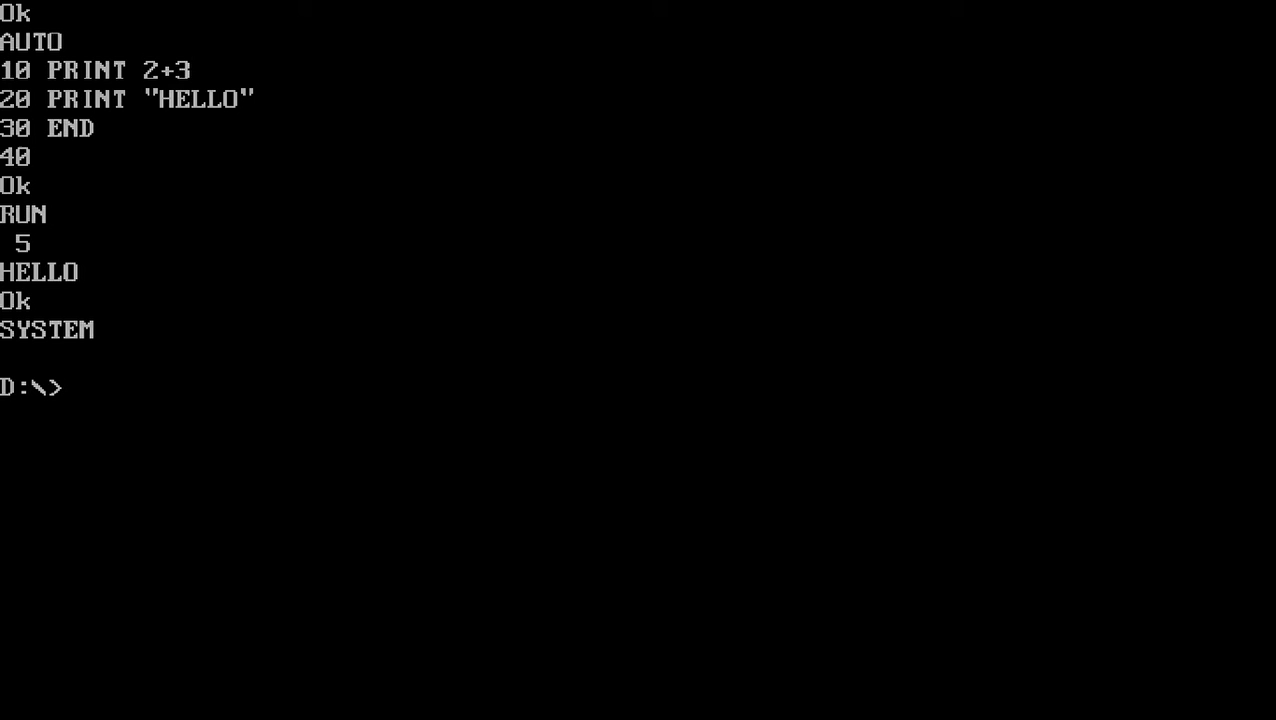 Ok
AUTO
10 PRINT 2+3
20 PRINT "HELLO"
30 END
40
Ok
RUN
 5
HELLO
Ok
SYSTEM
D:\>